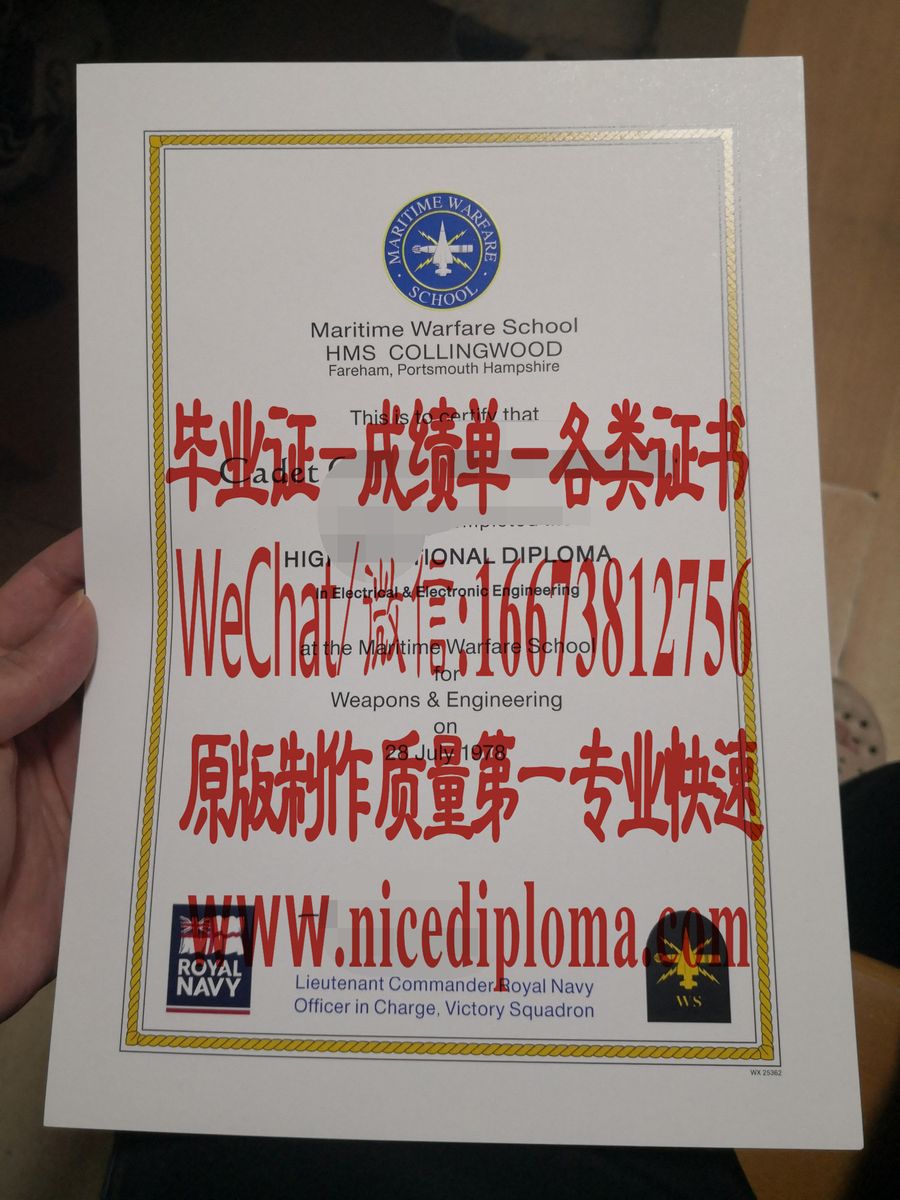 MARITIME WARFARE
· SCHOOL ·
Maritime Warfare School
HMS COLLINGWOOD
Fareham, Portsmouth Hampshire
This is to certify that
毕业证－成绩单－各类证书
Cadet
HIG TIONAL DIPLOMA
In Electrical & Electronic Engineering
WeChat/微信:16673812756
at the Maritime Warfare School
for
Weapons & Engineering
on
28 July 1978
原版制作质量第一专业快速
www.nicediploma.com
ROYAL
NAVY
WS
Lieutenant Commander Royal Navy
Officer in Charge, Victory Squadron
WX 25362